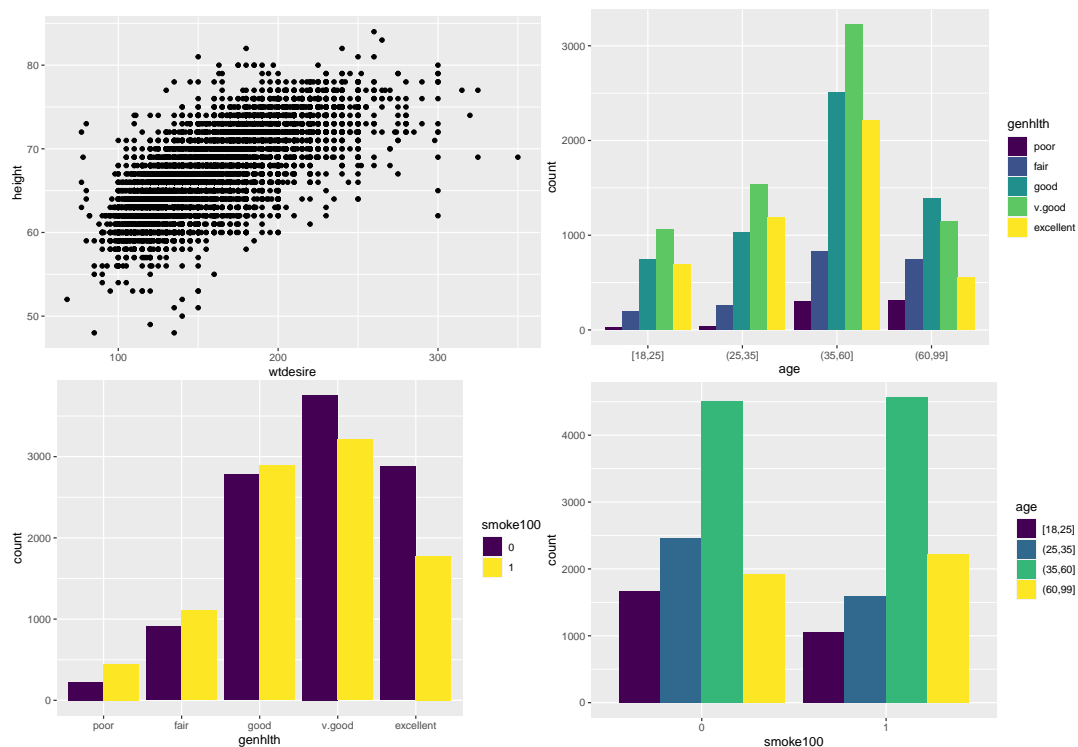 80
70
60
50
height
100
200
300
wtdesire
3000
2000
1000
0
count
[18,25]
(25,35]
(35,60]
(60,99]
age
genhlth
poor
fair
good
v.good
excellent
3000
2000
1000
0
count
poor
fair
good
v.good
excellent
genhlth
smoke100
0
1
4000
3000
2000
1000
0
count
0
1
smoke100
age
[18,25]
(25,35]
(35,60]
(60,99]